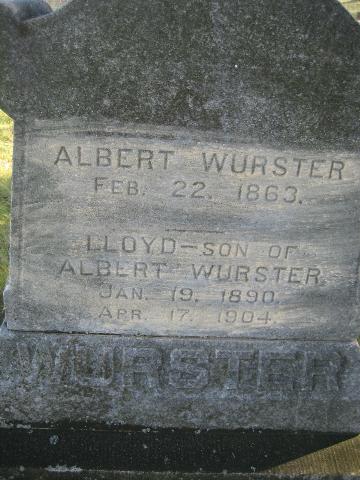 ALBERT WURSTER
FEB. 22. 1863.
LLOYD-SON OF
ALBERT WURSTER
JAN. 19. 1890.
APR. 17. 1904.
WURSTER